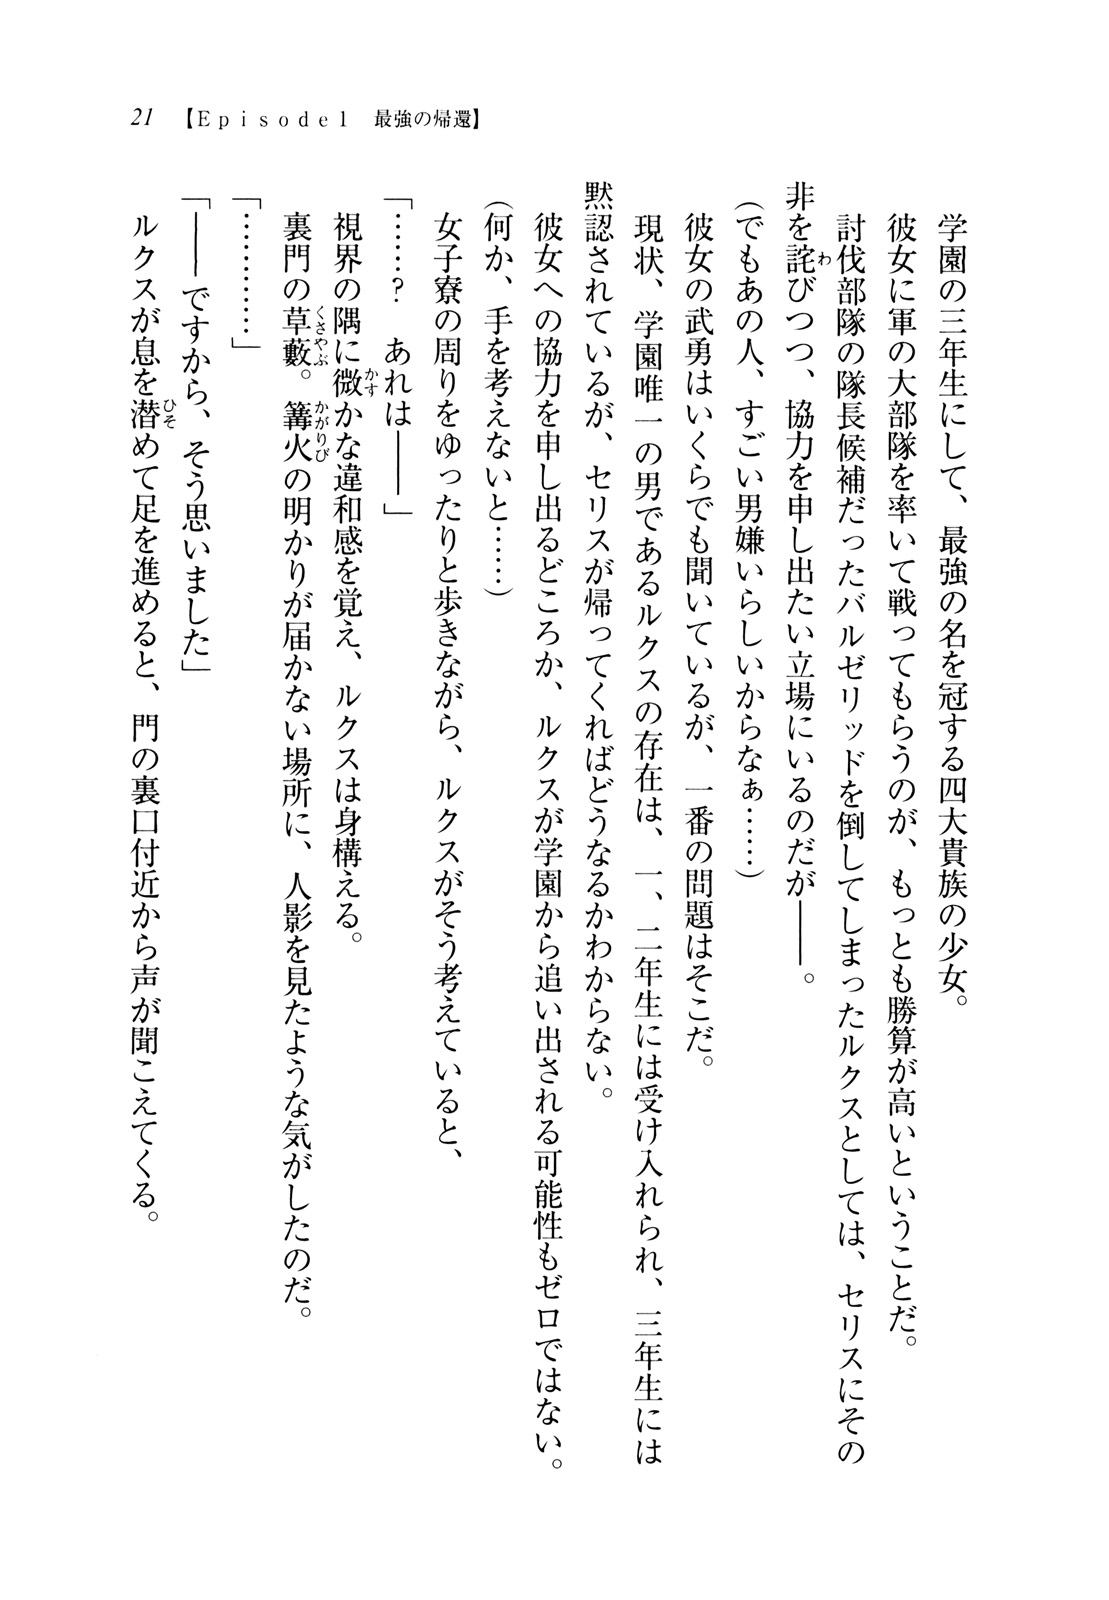 21 【Episode1 最強の帰還】
学園の三年生にして、最強の名を冠する四大貴族の少女。
彼女に軍の大部隊を率いて戦ってもらうのが、もっとも勝算が高いということだ。
討伐部隊の隊長候補だったバルゼリッドを倒してしまったルクスとしては、セリスにその
非を詫びつつ、協力を申し出たい立場にいるのだが――。
(でもあの人、すごい男嫌いらしいからなぁ……)
彼女の武勇はいくらでも聞いているが、一番の問題はそこだ。
現状、学園唯一の男であるルクスの存在は、一、二年生には受け入れられ、三年生には
黙認されているが、セリスが帰ってくればどうなるかわからない。
彼女への協力を申し出るどころか、ルクスが学園から追い出される可能性もゼロではない。
(何か、手を考えないと……)
女子寮の周りをゆったりと歩きながら、ルクスがそう考えていると、
「……? あれは――」
視界の隅に微かな違和感を覚え、ルクスは身構える。
裏門の草藪。篝火の明かりが届かない場所に、人影を見たような気がしたのだ。
「…………」
「――ですから、そう思いました」
ルクスが息を潜めて足を進めると、門の裏口付近から声が聞こえてくる。